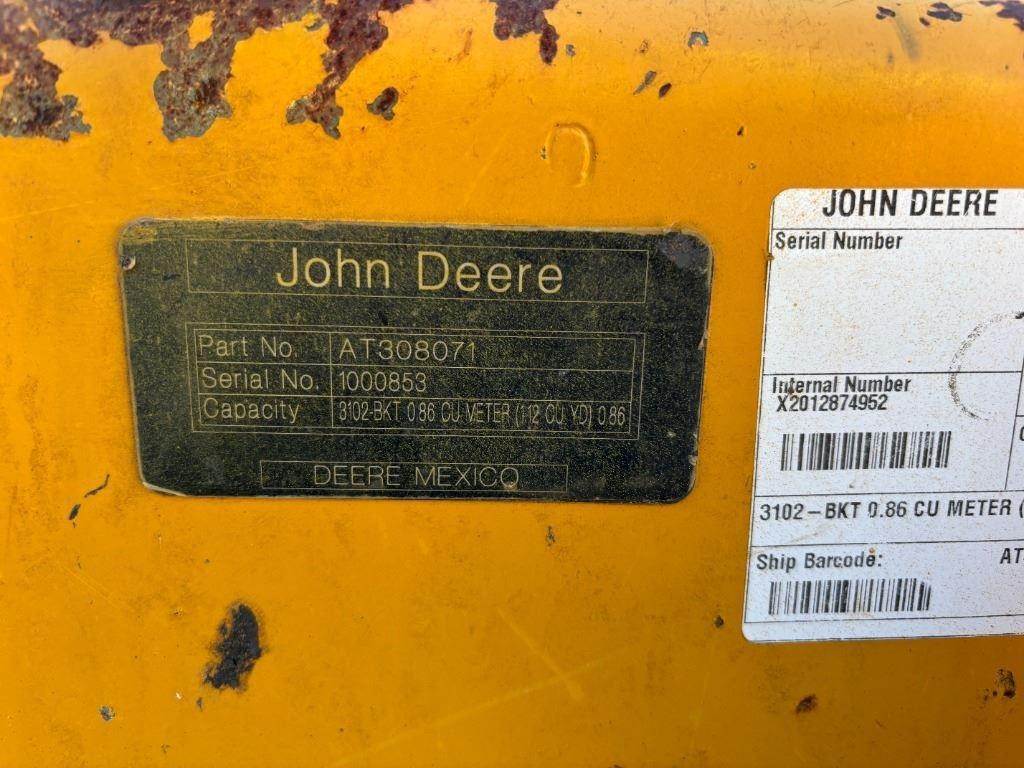 John Deere
Part No. AT308071
Serial No. 1000853
Capacity 3102-BKT 0.86 CU METER (1.12 CU YD) 0.86
DEERE MEXICO
JOHN DEERE
Serial Number
Internal Number
X2012874952
3102-BKT 0.86 CU METER (
Ship Barcode: AT